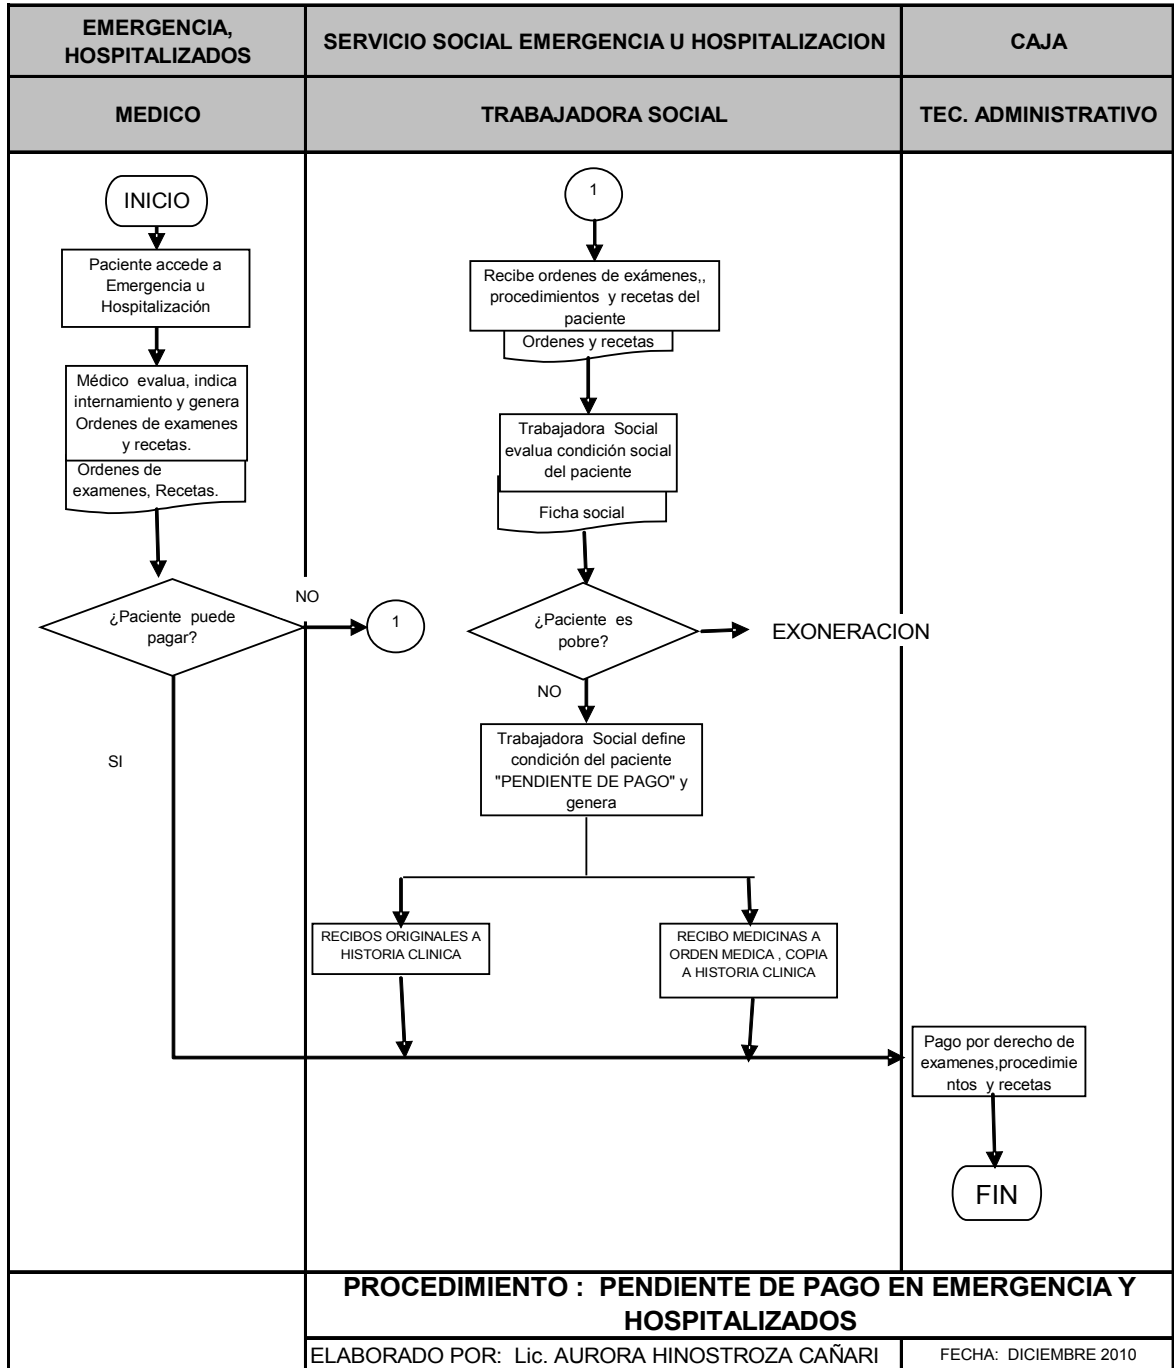 EMERGENCIA,
HOSPITALIZADOS
SERVICIO SOCIAL EMERGENCIA U HOSPITALIZACION
CAJA
MEDICO
TRABAJADORA SOCIAL
TEC. ADMINISTRATIVO
INICIO
Paciente accede a
Emergencia u
Hospitalización
Médico evalua, indica
internamiento y genera
Ordenes de examenes
y recetas.
Ordenes de
examenes, Recetas.
¿Paciente puede
pagar?
NO
1
SI
1
Recibe ordenes de exámenes,,
procedimientos y recetas del
paciente
Ordenes y recetas
Trabajadora Social
evalua condición social
del paciente
Ficha social
¿Paciente es
pobre?
EXONERACION
NO
Trabajadora Social define
condición del paciente
"PENDIENTE DE PAGO" y
genera
RECIBOS ORIGINALES A
HISTORIA CLINICA
RECIBO MEDICINAS A
ORDEN MEDICA , COPIA
A HISTORIA CLINICA
Pago por derecho de
examenes,procedimie
ntos y recetas
FIN
PROCEDIMIENTO : PENDIENTE DE PAGO EN EMERGENCIA Y
HOSPITALIZADOS
ELABORADO POR: Lic. AURORA HINOSTROZA CAÑARI
FECHA: DICIEMBRE 2010